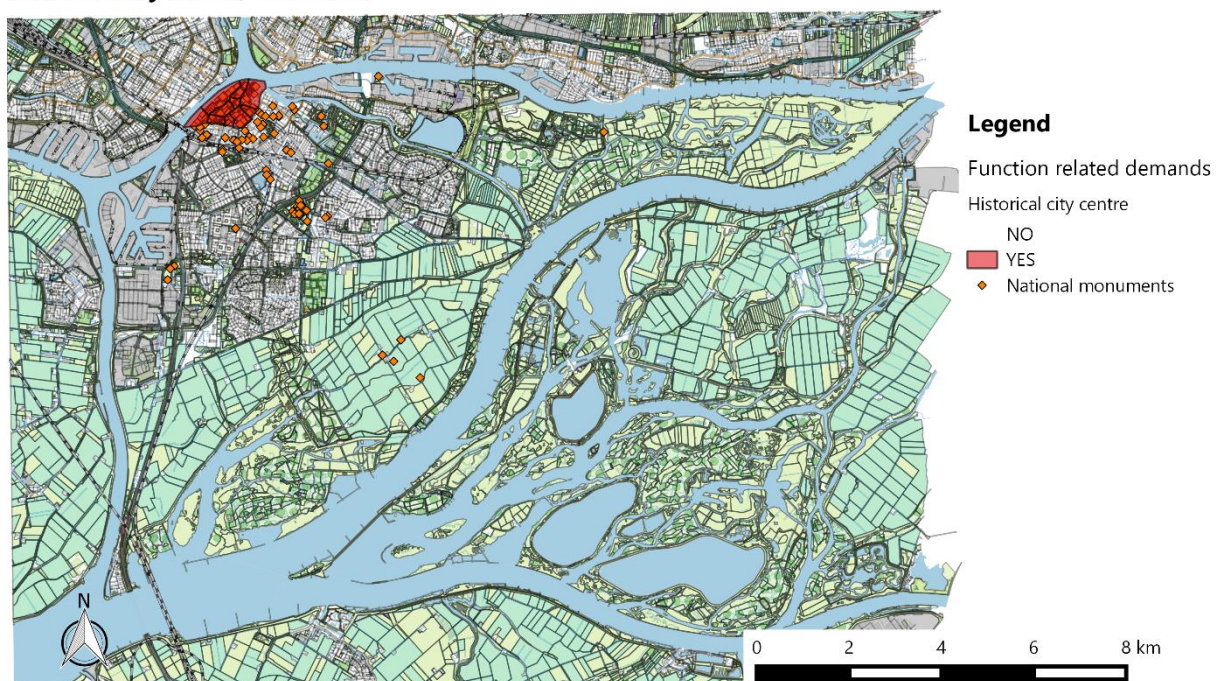 Legend
Function related demands
Historical city centre
NO
YES
National monuments
N
0 2 4 6 8 km